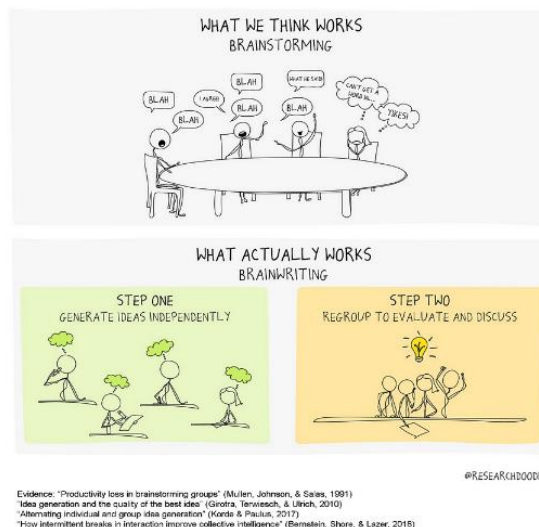 WHAT WE THINK WORKS
BRAINSTORMING
BLAH
BLAH
I AGREE!
BLAH
BLAH
WHAT HE SAID!
BLAH
CAN'T GET A
WORD IN...
YIKES!
WHAT ACTUALLY WORKS
BRAINWRITING
STEP ONE
GENERATE IDEAS INDEPENDENTLY
STEP TWO
REGROUP TO EVALUATE AND DISCUSS
@RESEARCHDOOD
Evidence: "Productivity loss in brainstorming groups" (Mullen, Johnson, & Salas, 1991)
"Idea generation and the quality of the best idea" (Girotra, Terwiesch, & Ulrich, 2010)
"Alternating individual and group idea generation" (Korde & Paulus, 2017)
"How intermittent breaks in interaction improve collective intelligence" (Bernstein, Shore, & Lazer, 2018)